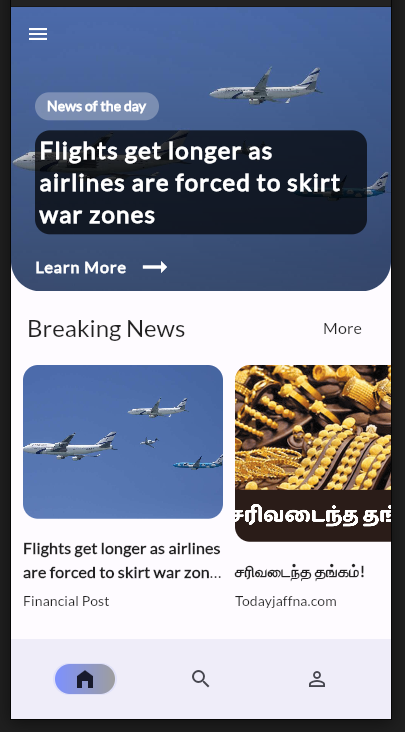 News of the day
Flights get longer as
airlines are forced to skirt
war zones
Learn More
Breaking News
More
சரிவடைந்த தங்
Flights get longer as airlines
are forced to skirt war zon...
Financial Post
சரிவடைந்த தங்கம்!
Todayjaffna.com